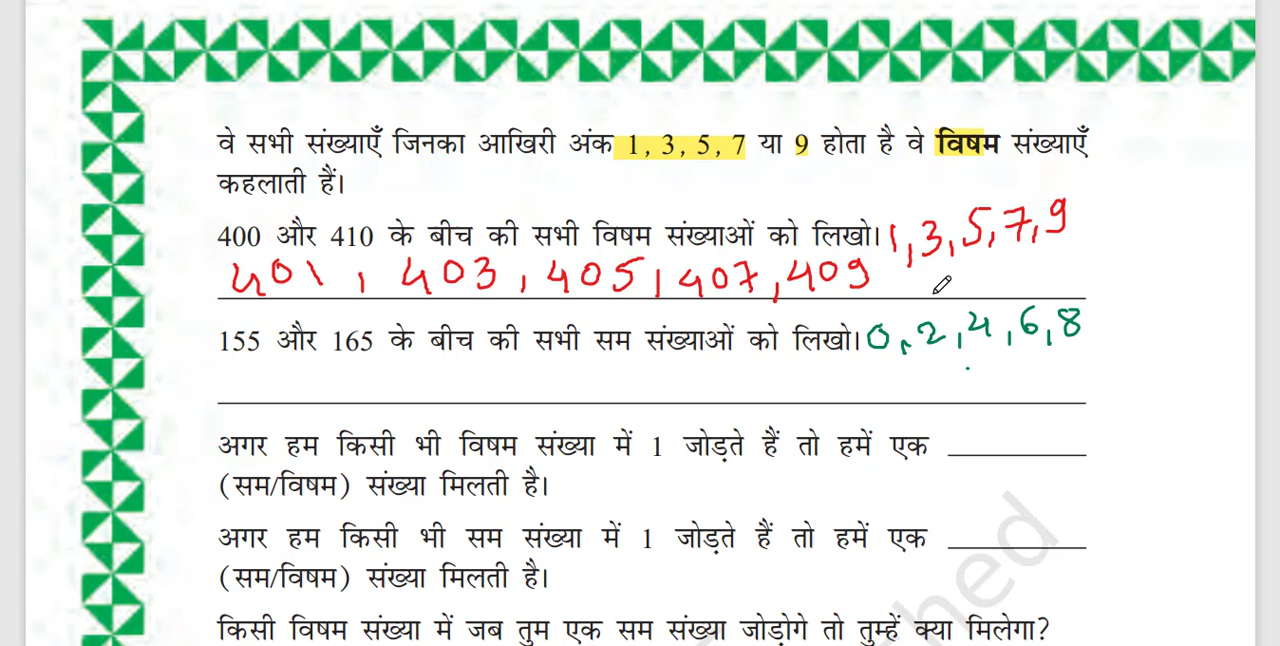 वे सभी संख्याएँ जिनका आखिरी अंक 1, 3, 5, 7 या 9 होता है वे विषम संख्याएँ
कहलाती हैं।
400 और 410 के बीच की सभी विषम संख्याओं को लिखो। 1, 3, 5, 7, 9
401, 403, 405, 407, 409
155 और 165 के बीच की सभी सम संख्याओं को लिखो। 0, 2, 4, 6, 8
अगर हम किसी भी विषम संख्या में 1 जोड़ते हैं तो हमें एक ________
(सम/विषम) संख्या मिलती है।
अगर हम किसी भी सम संख्या में 1 जोड़ते हैं तो हमें एक ________
(सम/विषम) संख्या मिलती है।
किसी विषम संख्या में जब तुम एक सम संख्या जोड़ोगे तो तुम्हें क्या मिलेगा?